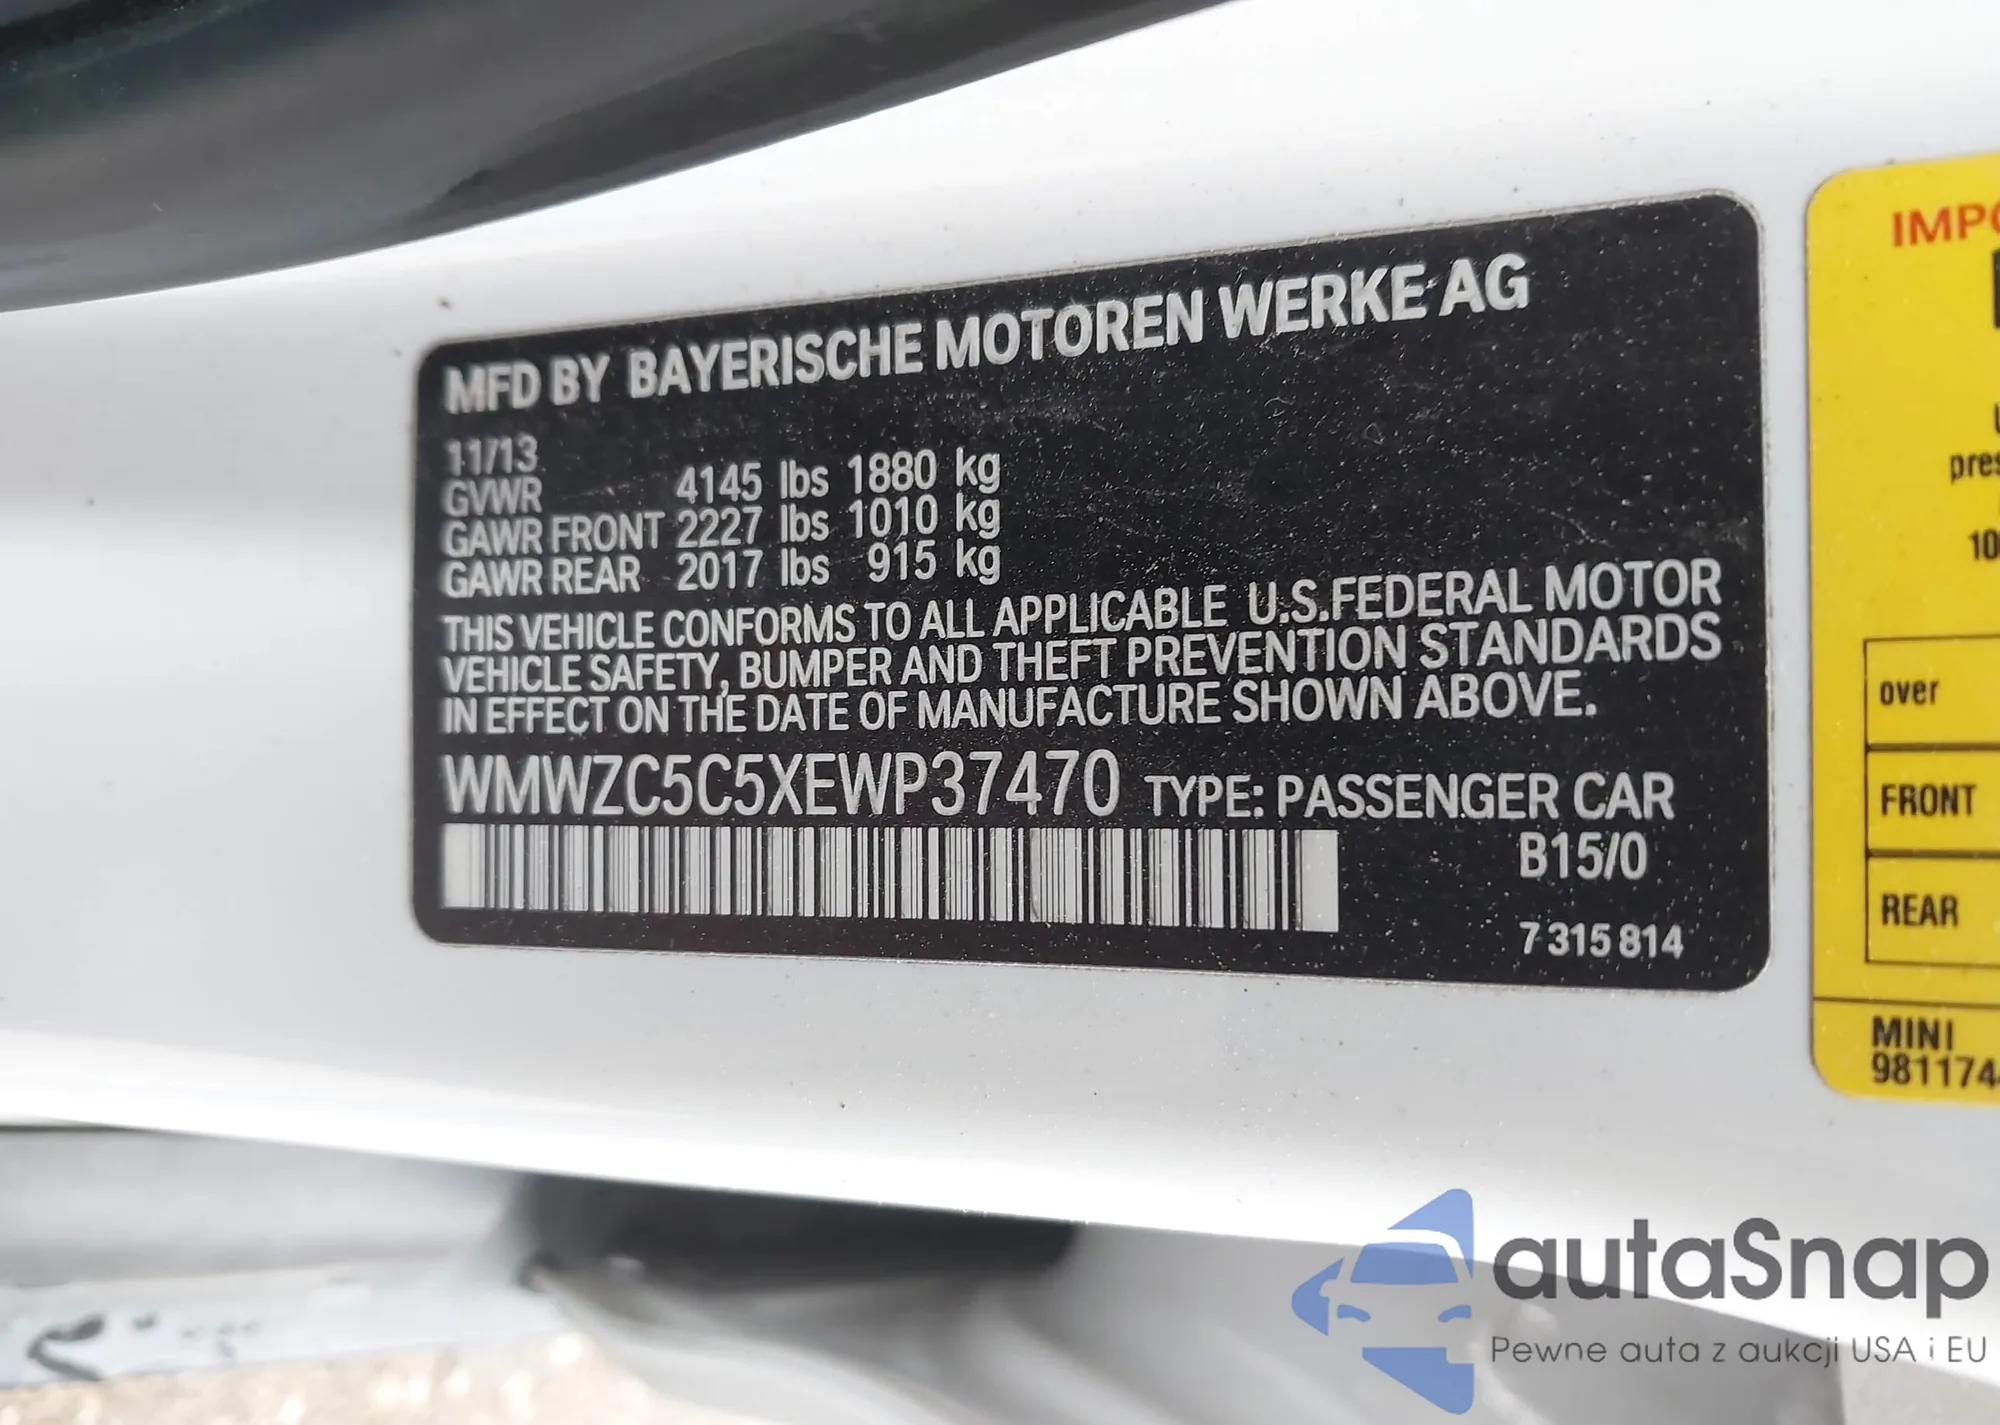 MFD BY BAYERISCHE MOTOREN WERKE AG
11/13
GVWR 4145 lbs 1880 kg
GAWR FRONT 2227 lbs 1010 kg
GAWR REAR 2017 lbs 915 kg
THIS VEHICLE CONFORMS TO ALL APPLICABLE U.S.FEDERAL MOTOR
VEHICLE SAFETY, BUMPER AND THEFT PREVENTION STANDARDS
IN EFFECT ON THE DATE OF MANUFACTURE SHOWN ABOVE.
WMWZC5C5XEWP37470 TYPE: PASSENGER CAR
B15/0
7 315 814
over
FRONT
REAR
MINI
autaSnap
Pewne auta z aukcji USA i EU